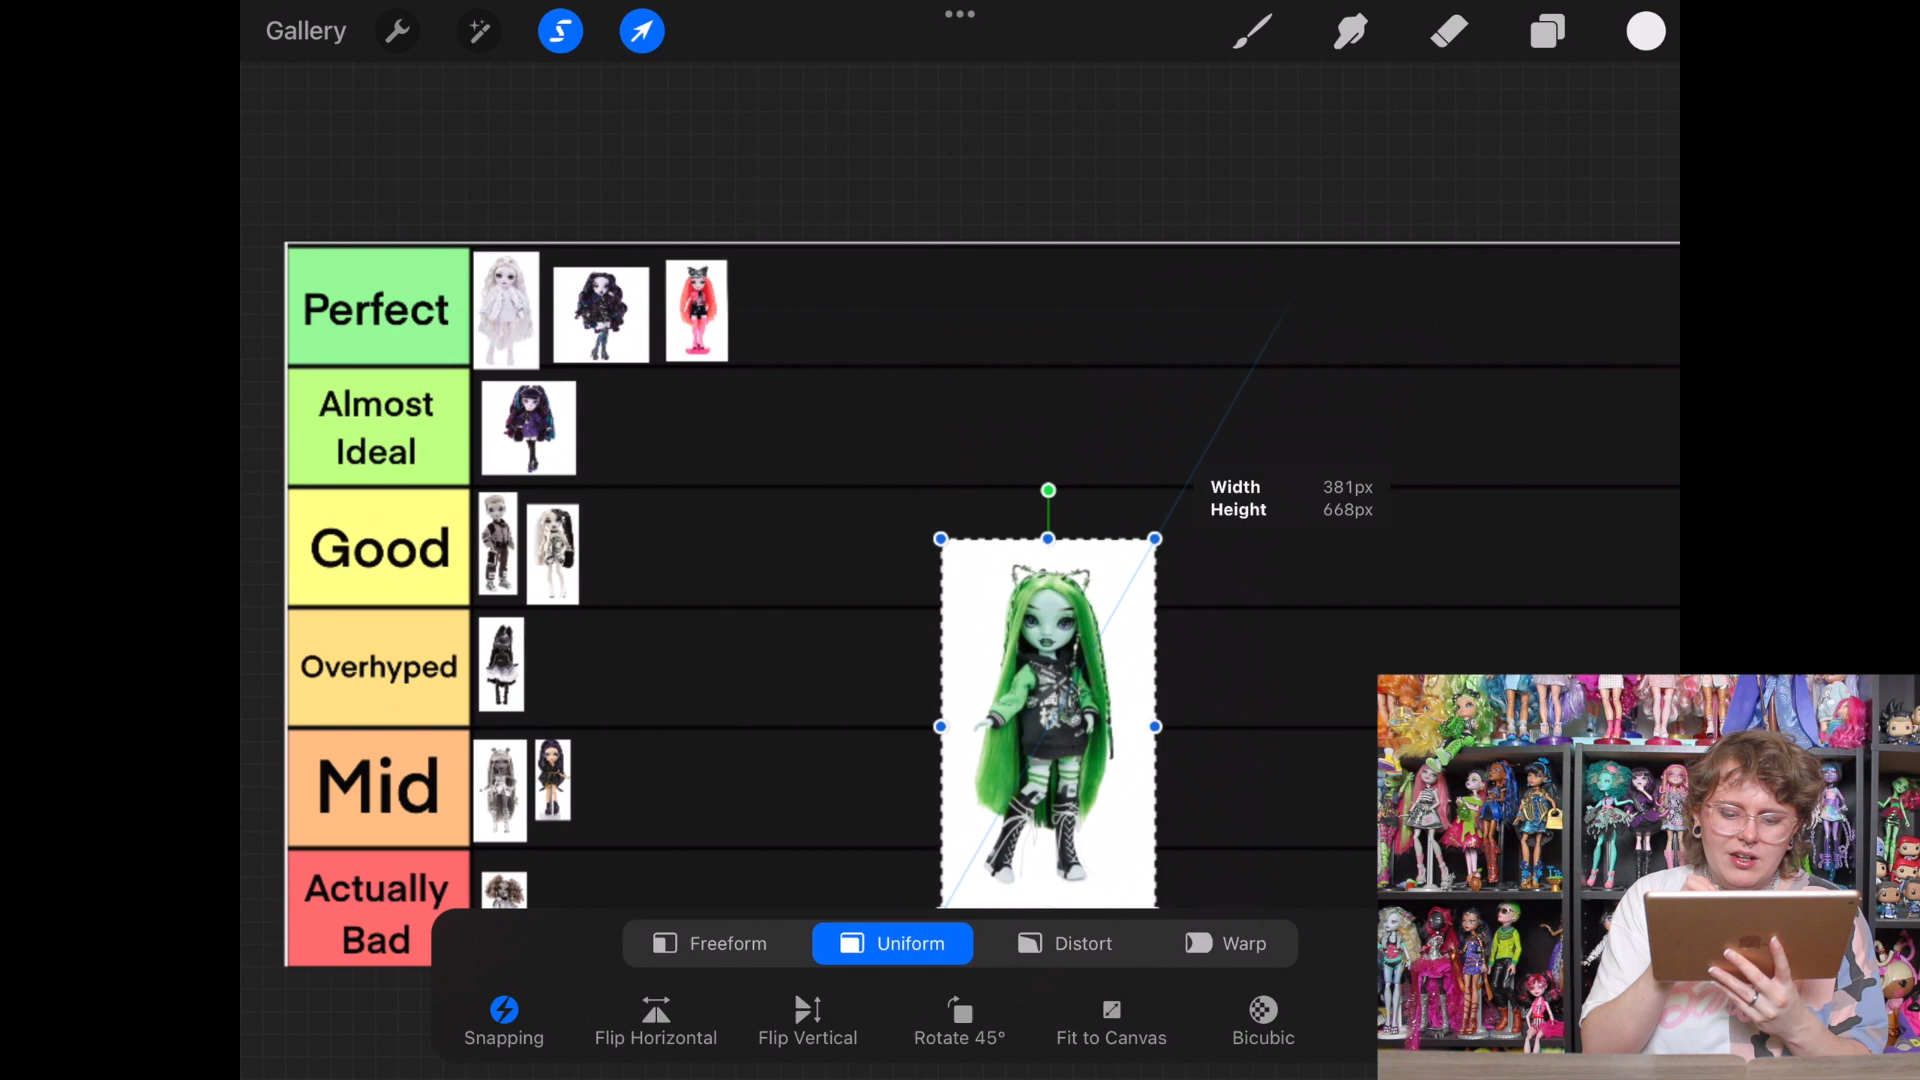 Gallery
Width 381px
Height 668px
Perfect
Almost
Ideal
Good
Overhyped
Mid
Actually
Bad
Freeform
Uniform
Distort
Warp
Snapping
Flip Horizontal
Flip Vertical
Rotate 45°
Fit to Canvas
Bicubic